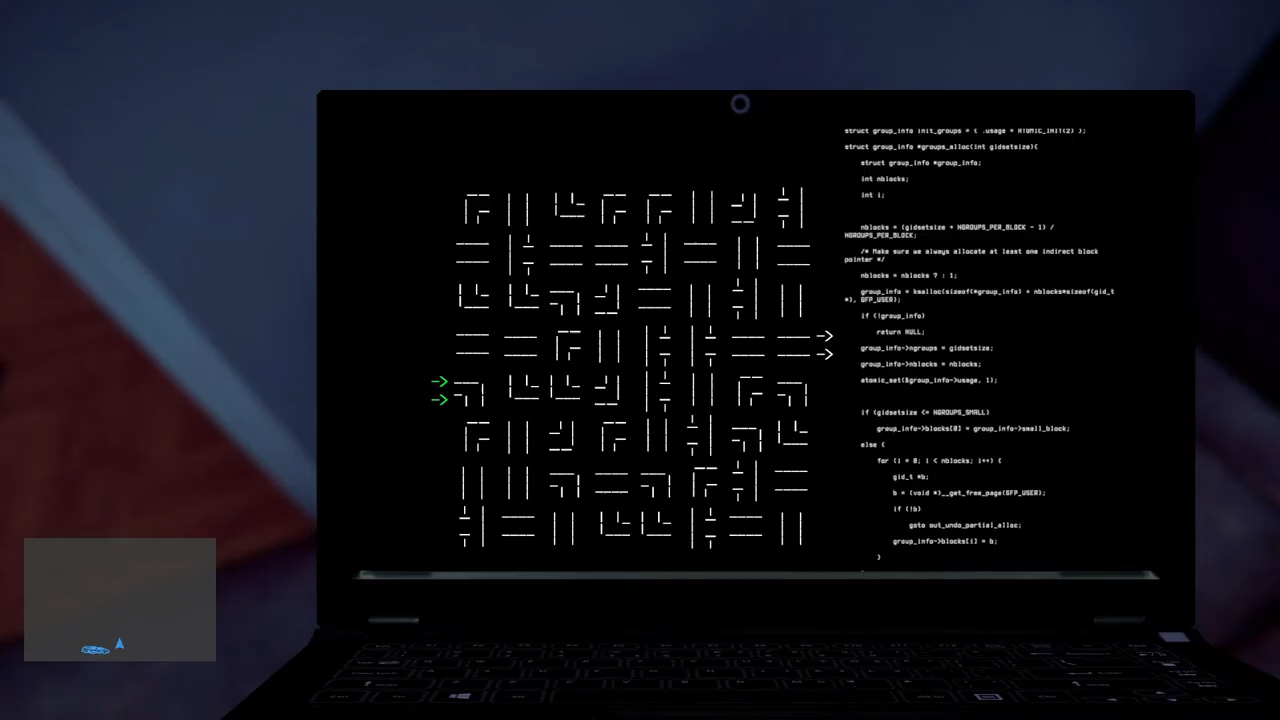 struct group_info init_groups = { .usage = ATOMIC_INIT(2) };
struct group_info *groups_alloc(int gidsetsize){
struct group_info *group_info;
int nblocks;
int i;
nblocks = (gidsetsize + NGROUPS_PER_BLOCK - 1) /
NGROUPS_PER_BLOCK;
/* Make sure we always allocate at least one indirect block
pointer */
nblocks = nblocks ? : 1;
group_info = kmalloc(sizeof(*group_info) + nblocks*sizeof(gid_t
*), GFP_USER);
if (!group_info)
return NULL;
group_info->ngroups = gidsetsize;
group_info->nblocks = nblocks;
atomic_set(&group_info->usage, 1);
if (gidsetsize <= NGROUPS_SMALL)
group_info->blocks[0] = group_info->small_block;
else {
for (i = 0; i < nblocks; i++) {
gid_t *b;
b = (void *)__get_free_page(GFP_USER);
if (!b)
goto out_undo_partial_alloc;
group_info->blocks[i] = b;
}